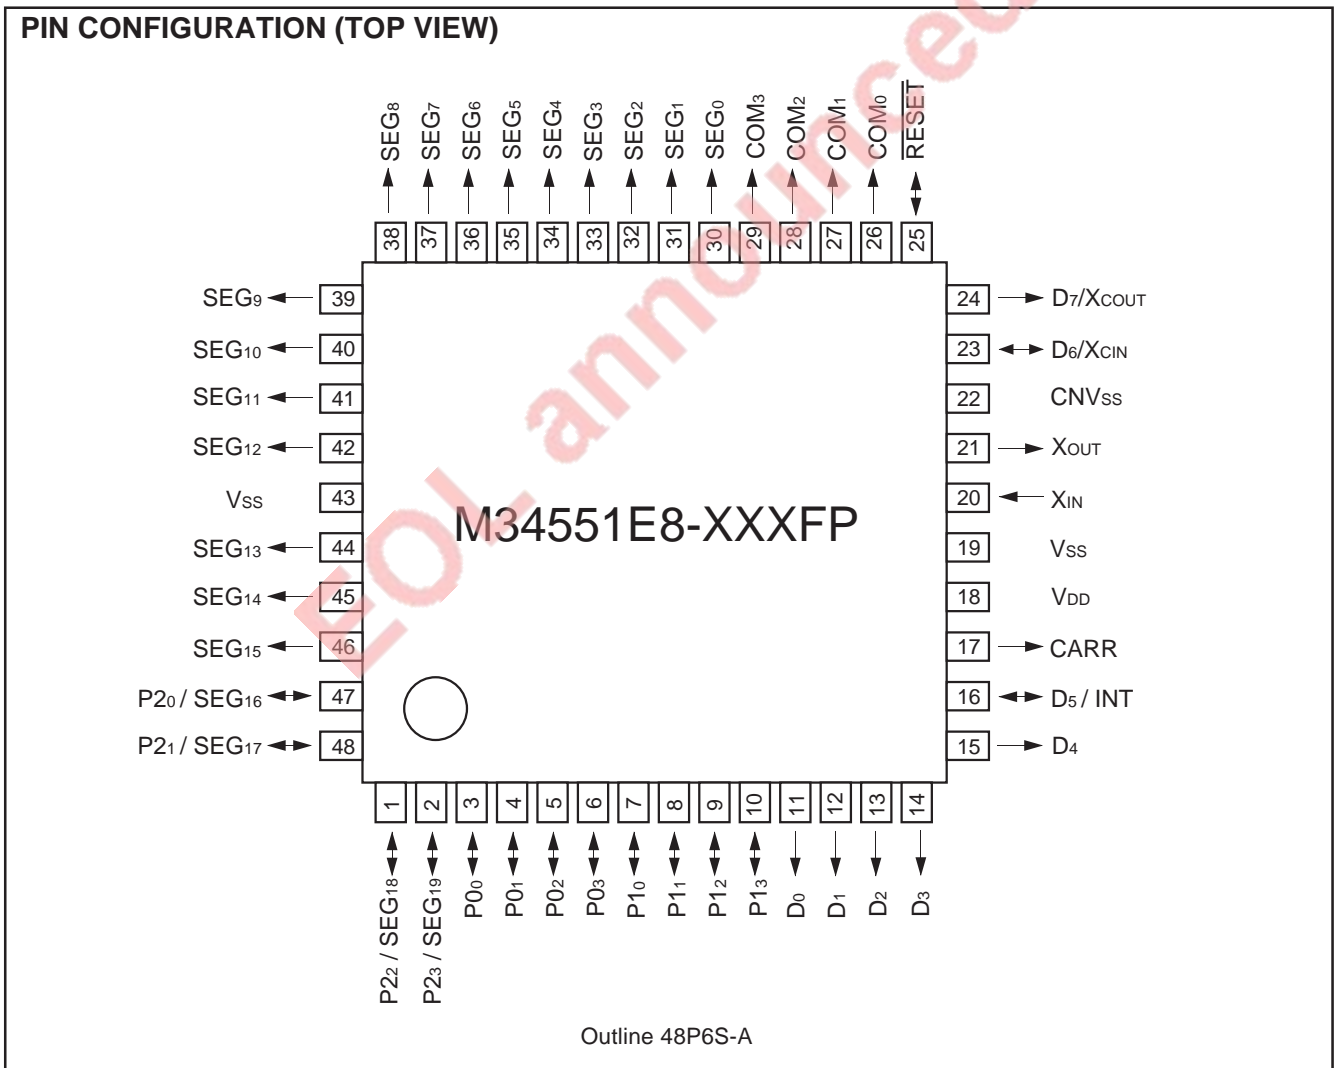 PIN CONFIGURATION (TOP VIEW)
SEG8
SEG7
SEG6
SEG5
SEG4
SEG3
SEG2
SEG1
SEG0
COM3
COM2
COM1
COM0
RESET
38
37
36
35
34
33
32
31
30
29
28
27
26
25
SEG9 39
SEG10 40
SEG11 41
SEG12 42
VSS 43
SEG13 44
SEG14 45
SEG15 46
P20 / SEG16 47
P21 / SEG17 48
M34551E8-XXXFP
EOL announced
24 D7/XCOUT
23 D6/XCIN
22 CNVSS
21 XOUT
20 XIN
19 VSS
18 VDD
17 CARR
16 D5 / INT
15 D4
1
2
3
4
5
6
7
8
9
10
11
12
13
14
P22 / SEG18
P23 / SEG19
P00
P01
P02
P03
P10
P11
P12
P13
D0
D1
D2
D3
Outline 48P6S-A